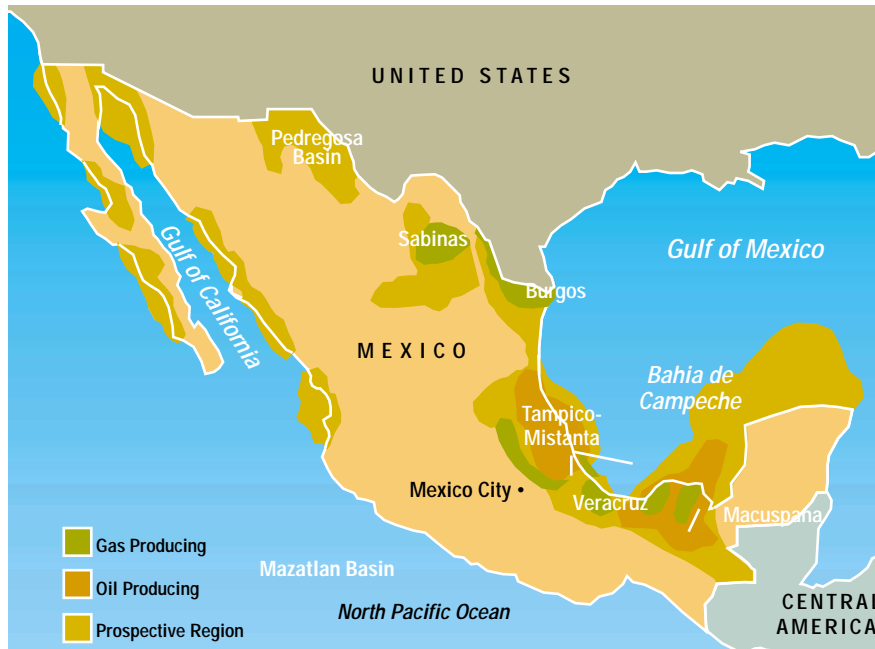 UNITED STATES
Pedregosa
Basin
Sabinas
Gulf of Mexico
Gulf of California
Burgos
MEXICO
Bahia de
Campeche
Tampico-
Mistanta
Mexico City
Veracruz
Macuspana
Gas Producing
Mazatlan Basin
Oil Producing
North Pacific Ocean
CENTRAL
AMERICA
Prospective Region